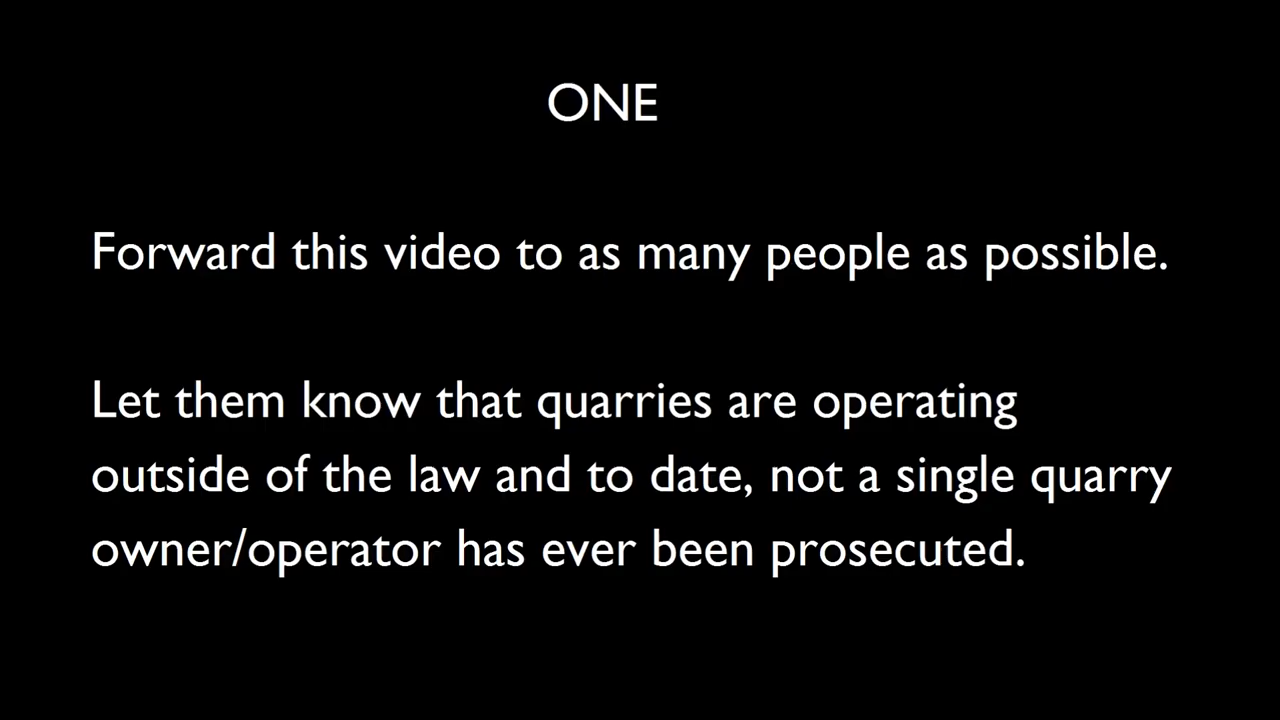 ONE
Forward this video to as many people as possible.
Let them know that quarries are operating
outside of the law and to date, not a single quarry
owner/operator has ever been prosecuted.